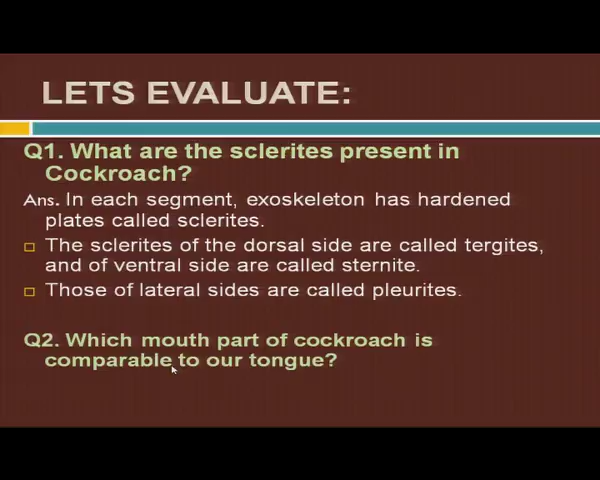 LETS EVALUATE:
Q1. What are the sclerites present in
Cockroach?
Ans. In each segment, exoskeleton has hardened
plates called sclerites.
The sclerites of the dorsal side are called tergites,
and of ventral side are called sternite.
Those of lateral sides are called pleurites.
Q2. Which mouth part of cockroach is
comparable to our tongue?